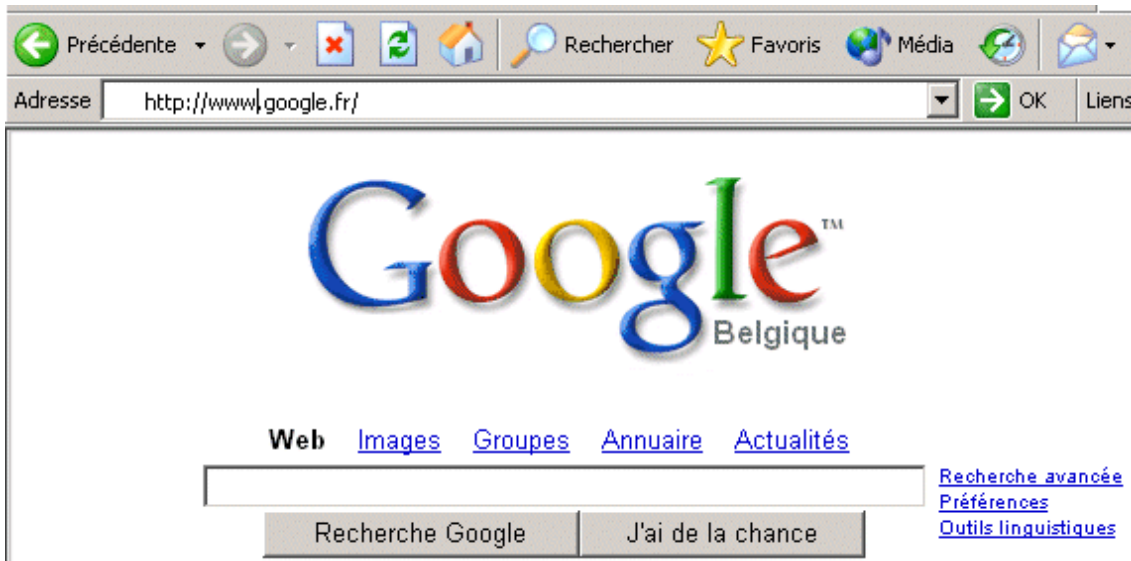 Précédente Rechercher Favoris Média
Adresse http://www.google.fr/ OK Liens
Google™
Belgique
Web Images Groupes Annuaire Actualités
Recherche avancée
Préférences
Outils linguistiques
Recherche Google J'ai de la chance